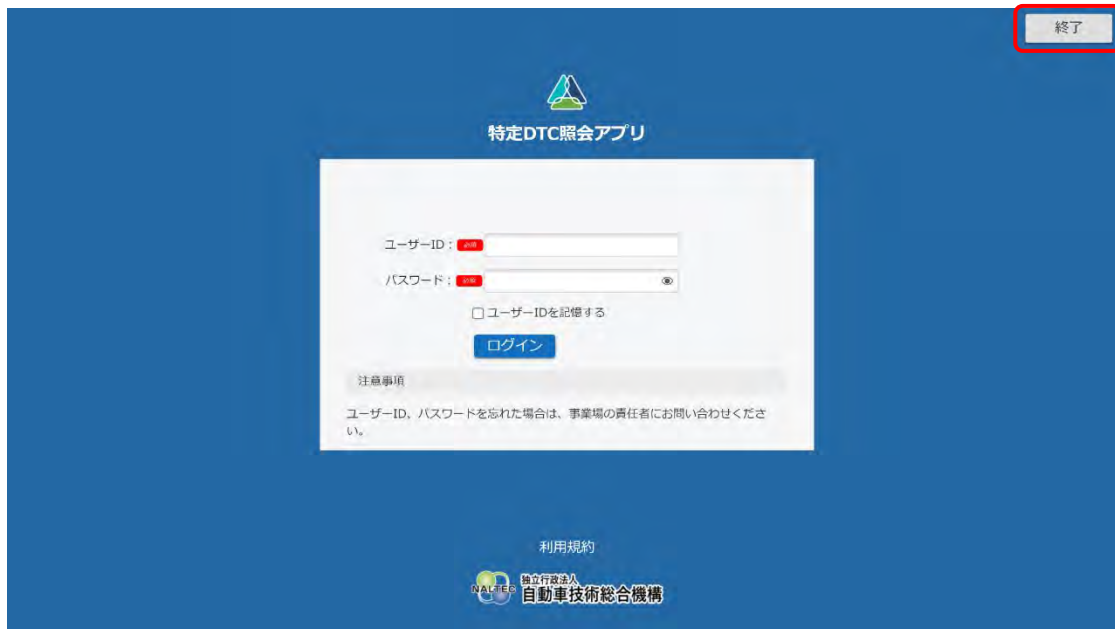 終了
特定DTC照会アプリ
ユーザーID：必須
パスワード：必須
ユーザーIDを記憶する
ログイン
注意事項
ユーザーID、パスワードを忘れた場合は、事業場の責任者にお問い合わせくださ
い。
利用規約
NALTEC 独立行政法人
自動車技術総合機構